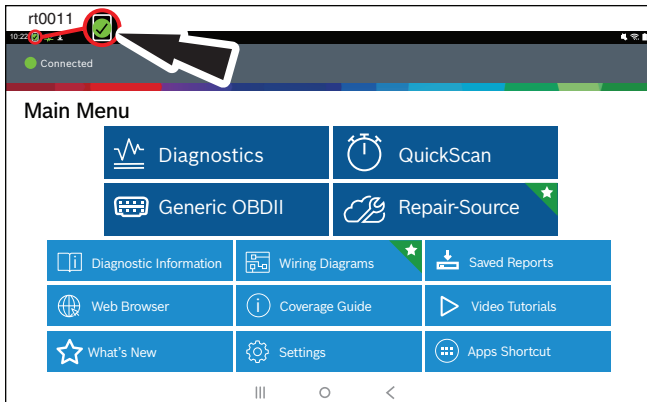 rt0011
10:22
Connected
Main Menu
Diagnostics
QuickScan
Generic OBDII
Repair-Source
Diagnostic Information
Wiring Diagrams
Saved Reports
Web Browser
Coverage Guide
Video Tutorials
What's New
Settings
Apps Shortcut